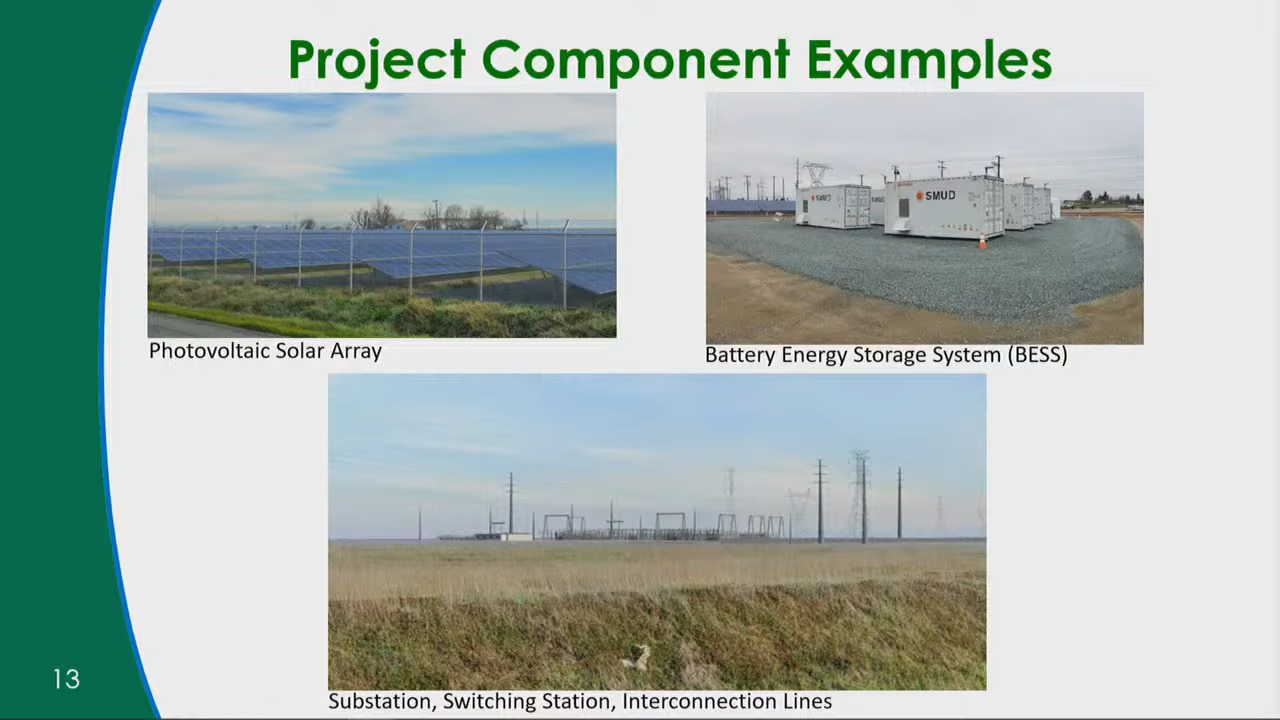 Project Component Examples
SMUD
SMUD
Photovoltaic Solar Array
Battery Energy Storage System (BESS)
Substation, Switching Station, Interconnection Lines
13